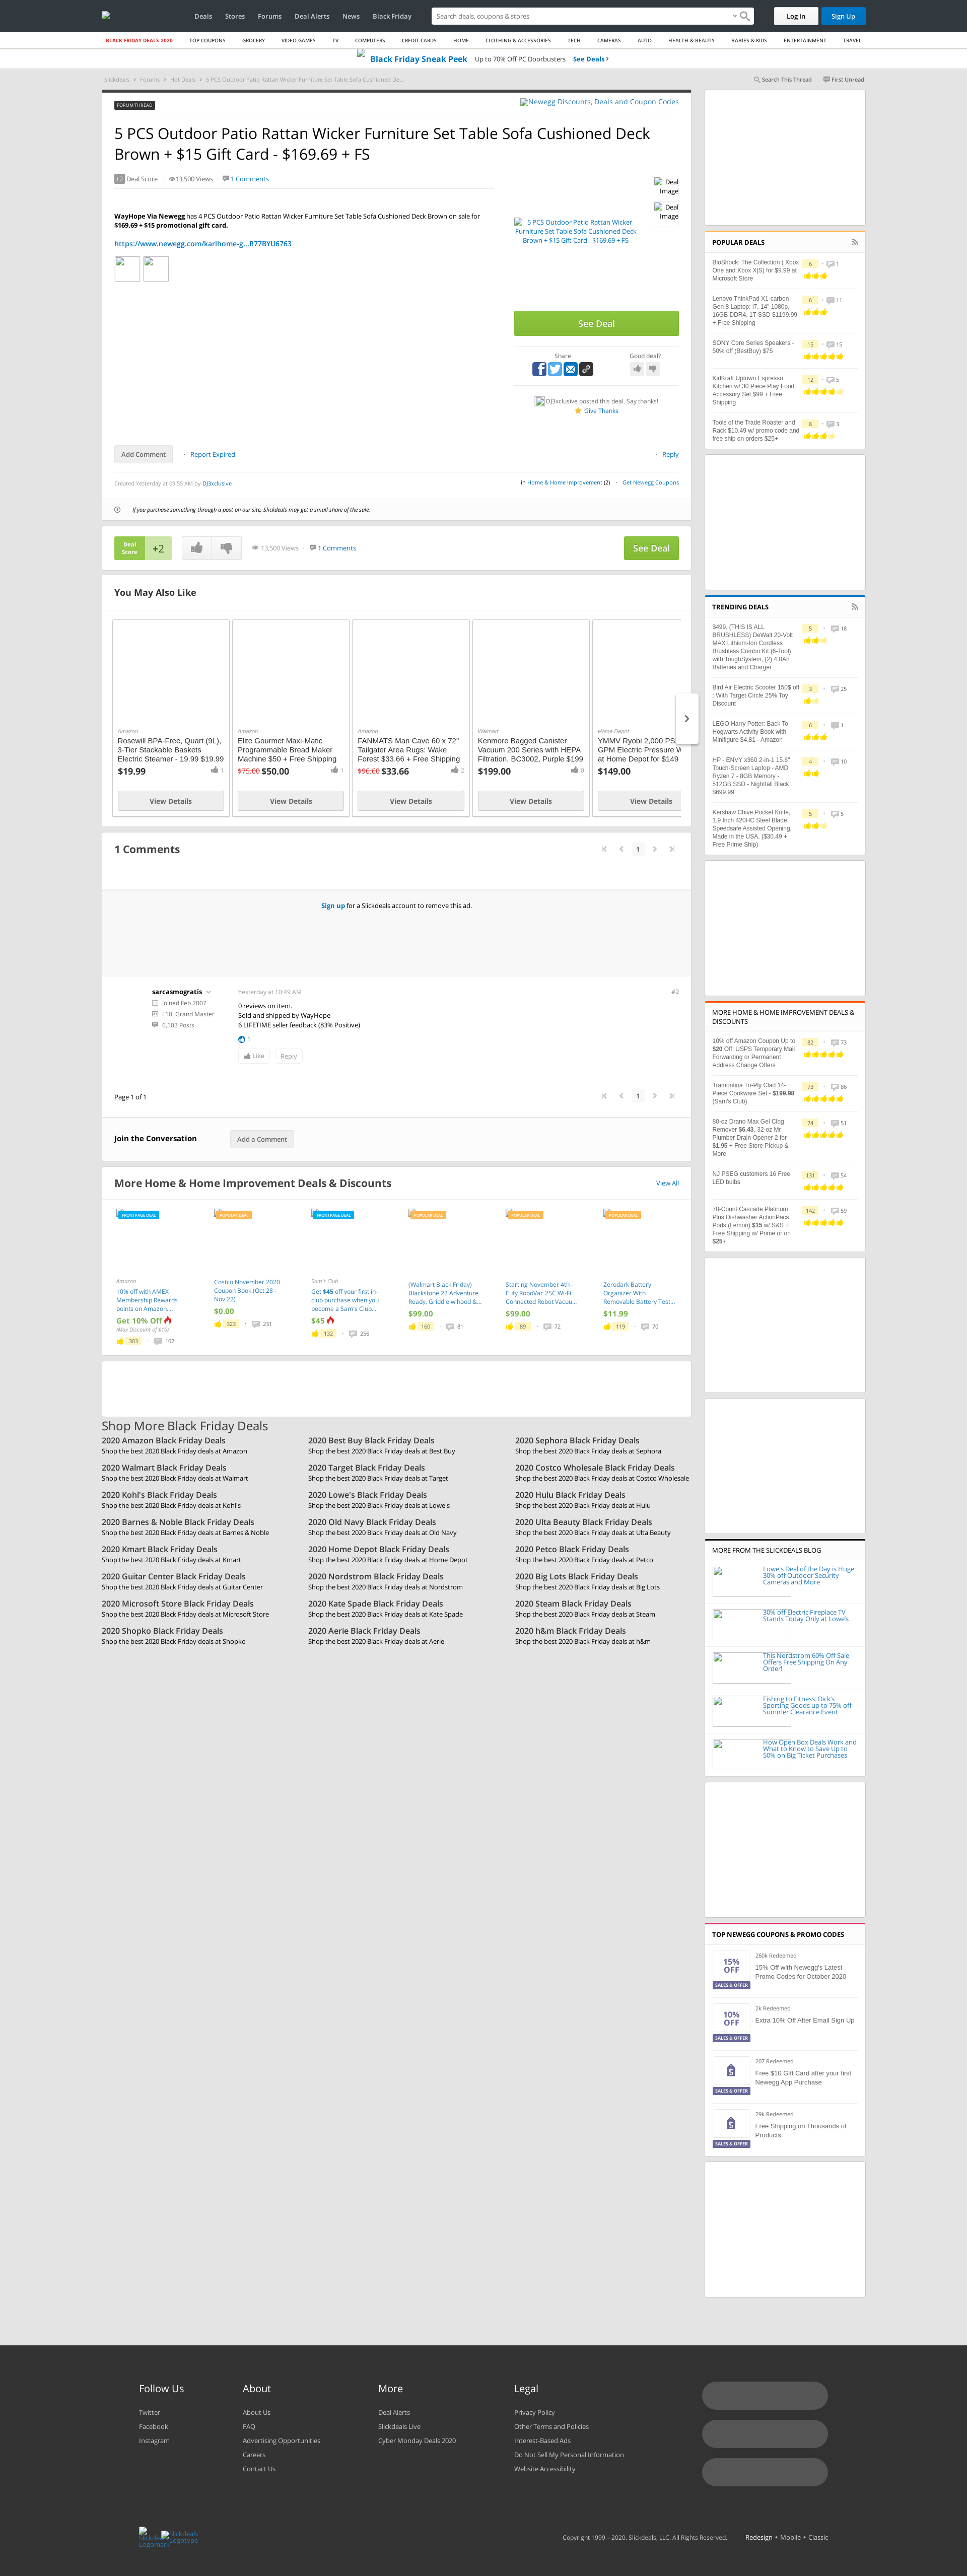 Deals
Stores
Forums
Deal Alerts
News
Black Friday
Search deals, coupons & stores
Log In
Sign Up
BLACK FRIDAY DEALS 2020
TOP COUPONS
GROCERY
VIDEO GAMES
TV
COMPUTERS
CREDIT CARDS
HOME
CLOTHING & ACCESSORIES
TECH
CAMERAS
AUTO
HEALTH & BEAUTY
BABIES & KIDS
ENTERTAINMENT
TRAVEL
Black Friday Sneak Peek
Up to 70% Off PC Doorbusters
See Deals ›
Slickdeals › Forums › Hot Deals › 5 PCS Outdoor Patio Rattan Wicker Furniture Set Table Sofa Cushioned De...
Search This Thread
First Unread
FORUM THREAD
Newegg Discounts, Deals and Coupon Codes
5 PCS Outdoor Patio Rattan Wicker Furniture Set Table Sofa Cushioned Deck
Brown + $15 Gift Card - $169.69 + FS
+2 Deal Score
13,500 Views
1 Comments
WayHope Via Newegg has 4 PCS Outdoor Patio Rattan Wicker Furniture Set Table Sofa Cushioned Deck Brown on sale for
$169.69 + $15 promotional gift card.
https://www.newegg.com/karlhome-g...R77BYU6763
5 PCS Outdoor Patio Rattan Wicker
Furniture Set Table Sofa Cushioned Deck
Brown + $15 Gift Card - $169.69 + FS
Deal
Image
Deal
Image
See Deal
Share
Good deal?
DJ3xclusive posted this deal. Say thanks!
Give Thanks
Add Comment
Report Expired
Reply
Created Yesterday at 09:55 AM by DJ3xclusive
in Home & Home Improvement (2)
Get Newegg Coupons
If you purchase something through a post on our site, Slickdeals may get a small share of the sale.
Deal
Score
+2
13,500 Views
1 Comments
See Deal
You May Also Like
Amazon
Rosewill BPA-Free, Quart (9L),
3-Tier Stackable Baskets
Electric Steamer - 19.99 $19.99
$19.99
1
View Details
Amazon
Elite Gourmet Maxi-Matic
Programmable Bread Maker
Machine $50 + Free Shipping
$75.00 $50.00
1
View Details
Amazon
FANMATS Man Cave 60 x 72"
Tailgater Area Rugs: Wake
Forest $33.66 + Free Shipping
$96.60 $33.66
2
View Details
Walmart
Kenmore Bagged Canister
Vacuum 200 Series with HEPA
Filtration, BC3002, Purple $199
$199.00
0
View Details
Home Depot
YMMV Ryobi 2,000 PSI
GPM Electric Pressure W
at Home Depot for $149
$149.00
View Details
1 Comments
1
Sign up for a Slickdeals account to remove this ad.
sarcasmogratis
Joined Feb 2007
L10: Grand Master
6,103 Posts
Yesterday at 10:49 AM
#2
0 reviews on item.
Sold and shipped by WayHope
6 LIFETIME seller feedback (83% Positive)
1
Like
Reply
Page 1 of 1
1
Join the Conversation
Add a Comment
More Home & Home Improvement Deals & Discounts
View All
FRONTPAGE DEAL
Amazon
10% off with AMEX
Membership Rewards
points on Amazon....
Get 10% Off
(Max Discount of $10)
303
102
POPULAR DEAL
Costco November 2020
Coupon Book (Oct 28 -
Nov 22)
$0.00
323
231
FRONTPAGE DEAL
Sam's Club
Get $45 off your first in-
club purchase when you
become a Sam's Club...
$45
132
256
POPULAR DEAL
(Walmart Black Friday)
Blackstone 22 Adventure
Ready, Griddle w hood &...
$99.00
160
81
POPULAR DEAL
Starting November 4th -
Eufy RoboVac 25C Wi-Fi
Connected Robot Vacuu...
$99.00
89
72
POPULAR DEAL
Zerodark Battery
Organizer With
Removable Battery Test...
$11.99
119
70
Shop More Black Friday Deals
2020 Amazon Black Friday Deals
Shop the best 2020 Black Friday deals at Amazon
2020 Best Buy Black Friday Deals
Shop the best 2020 Black Friday deals at Best Buy
2020 Sephora Black Friday Deals
Shop the best 2020 Black Friday deals at Sephora
2020 Walmart Black Friday Deals
Shop the best 2020 Black Friday deals at Walmart
2020 Target Black Friday Deals
Shop the best 2020 Black Friday deals at Target
2020 Costco Wholesale Black Friday Deals
Shop the best 2020 Black Friday deals at Costco Wholesale
2020 Kohl's Black Friday Deals
Shop the best 2020 Black Friday deals at Kohl's
2020 Lowe's Black Friday Deals
Shop the best 2020 Black Friday deals at Lowe's
2020 Hulu Black Friday Deals
Shop the best 2020 Black Friday deals at Hulu
2020 Barnes & Noble Black Friday Deals
Shop the best 2020 Black Friday deals at Barnes & Noble
2020 Old Navy Black Friday Deals
Shop the best 2020 Black Friday deals at Old Navy
2020 Ulta Beauty Black Friday Deals
Shop the best 2020 Black Friday deals at Ulta Beauty
2020 Kmart Black Friday Deals
Shop the best 2020 Black Friday deals at Kmart
2020 Home Depot Black Friday Deals
Shop the best 2020 Black Friday deals at Home Depot
2020 Petco Black Friday Deals
Shop the best 2020 Black Friday deals at Petco
2020 Guitar Center Black Friday Deals
Shop the best 2020 Black Friday deals at Guitar Center
2020 Nordstrom Black Friday Deals
Shop the best 2020 Black Friday deals at Nordstrom
2020 Big Lots Black Friday Deals
Shop the best 2020 Black Friday deals at Big Lots
2020 Microsoft Store Black Friday Deals
Shop the best 2020 Black Friday deals at Microsoft Store
2020 Kate Spade Black Friday Deals
Shop the best 2020 Black Friday deals at Kate Spade
2020 Steam Black Friday Deals
Shop the best 2020 Black Friday deals at Steam
2020 Shopko Black Friday Deals
Shop the best 2020 Black Friday deals at Shopko
2020 Aerie Black Friday Deals
Shop the best 2020 Black Friday deals at Aerie
2020 h&m Black Friday Deals
Shop the best 2020 Black Friday deals at h&m
POPULAR DEALS
BioShock: The Collection ( Xbox
One and Xbox X|S) for $9.99 at
Microsoft Store
6
1
Lenovo ThinkPad X1-carbon
Gen 8 Laptop: i7, 14" 1080p,
16GB DDR4, 1T SSD $1199.99
+ Free Shipping
6
11
SONY Core Series Speakers -
50% off (BestBuy) $75
15
15
KidKraft Uptown Espresso
Kitchen w/ 30 Piece Play Food
Accessory Set $99 + Free
Shipping
12
5
Tools of the Trade Roaster and
Rack $10.49 w/ promo code and
free ship on orders $25+
8
3
TRENDING DEALS
$499, (THIS IS ALL
BRUSHLESS) DeWalt 20-Volt
MAX Lithium-Ion Cordless
Brushless Combo Kit (6-Tool)
with ToughSystem, (2) 4.0Ah
Batteries and Charger
5
18
Bird Air Electric Scooter 150$ off
: With Target Circle 25% Toy
Discount
3
25
LEGO Harry Potter: Back To
Hogwarts Activity Book with
Minifigure $4.81 - Amazon
6
1
HP - ENVY x360 2-in-1 15.6"
Touch-Screen Laptop - AMD
Ryzen 7 - 8GB Memory -
512GB SSD - Nightfall Black
$699.99
4
10
Kershaw Chive Pocket Knife,
1.9 Inch 420HC Steel Blade,
Speedsafe Assisted Opening,
Made in the USA, ($30.49 +
Free Prime Ship)
5
5
MORE HOME & HOME IMPROVEMENT DEALS &
DISCOUNTS
10% off Amazon Coupon Up to
$20 Off! USPS Temporary Mail
Forwarding or Permanent
Address Change Offers
82
73
Tramontina Tri-Ply Clad 14-
Piece Cookware Set - $199.98
(Sam's Club)
73
86
80-oz Drano Max Gel Clog
Remover $6.43, 32-oz Mr
Plumber Drain Opener 2 for
$1.95 + Free Store Pickup &
More
74
51
NJ PSEG customers 16 Free
LED bulbs
131
54
70-Count Cascade Platinum
Plus Dishwasher ActionPacs
Pods (Lemon) $15 w/ S&S +
Free Shipping w/ Prime or on
$25+
142
59
MORE FROM THE SLICKDEALS BLOG
Lowe's Deal of the Day is Huge:
30% off Outdoor Security
Cameras and More
30% off Electric Fireplace TV
Stands Today Only at Lowe's
This Nordstrom 60% Off Sale
Offers Free Shipping On Any
Order!
Fishing to Fitness: Dick's
Sporting Goods up to 75% off
Summer Clearance Event
How Open Box Deals Work and
What to Know to Save Up to
50% on Big Ticket Purchases
TOP NEWEGG COUPONS & PROMO CODES
15%
OFF
SALES & OFFER
260k Redeemed
15% Off with Newegg's Latest
Promo Codes for October 2020
10%
OFF
SALES & OFFER
2k Redeemed
Extra 10% Off After Email Sign Up
SALES & OFFER
207 Redeemed
Free $10 Gift Card after your first
Newegg App Purchase
SALES & OFFER
29k Redeemed
Free Shipping on Thousands of
Products
Follow Us
Twitter
Facebook
Instagram
About
About Us
FAQ
Advertising Opportunities
Careers
Contact Us
More
Deal Alerts
Slickdeals Live
Cyber Monday Deals 2020
Legal
Privacy Policy
Other Terms and Policies
Interest-Based Ads
Do Not Sell My Personal Information
Website Accessibility
Slickdeals
Logomark
Slickdeals
Logotype
Copyright 1999 - 2020. Slickdeals, LLC. All Rights Reserved.
Redesign • Mobile • Classic